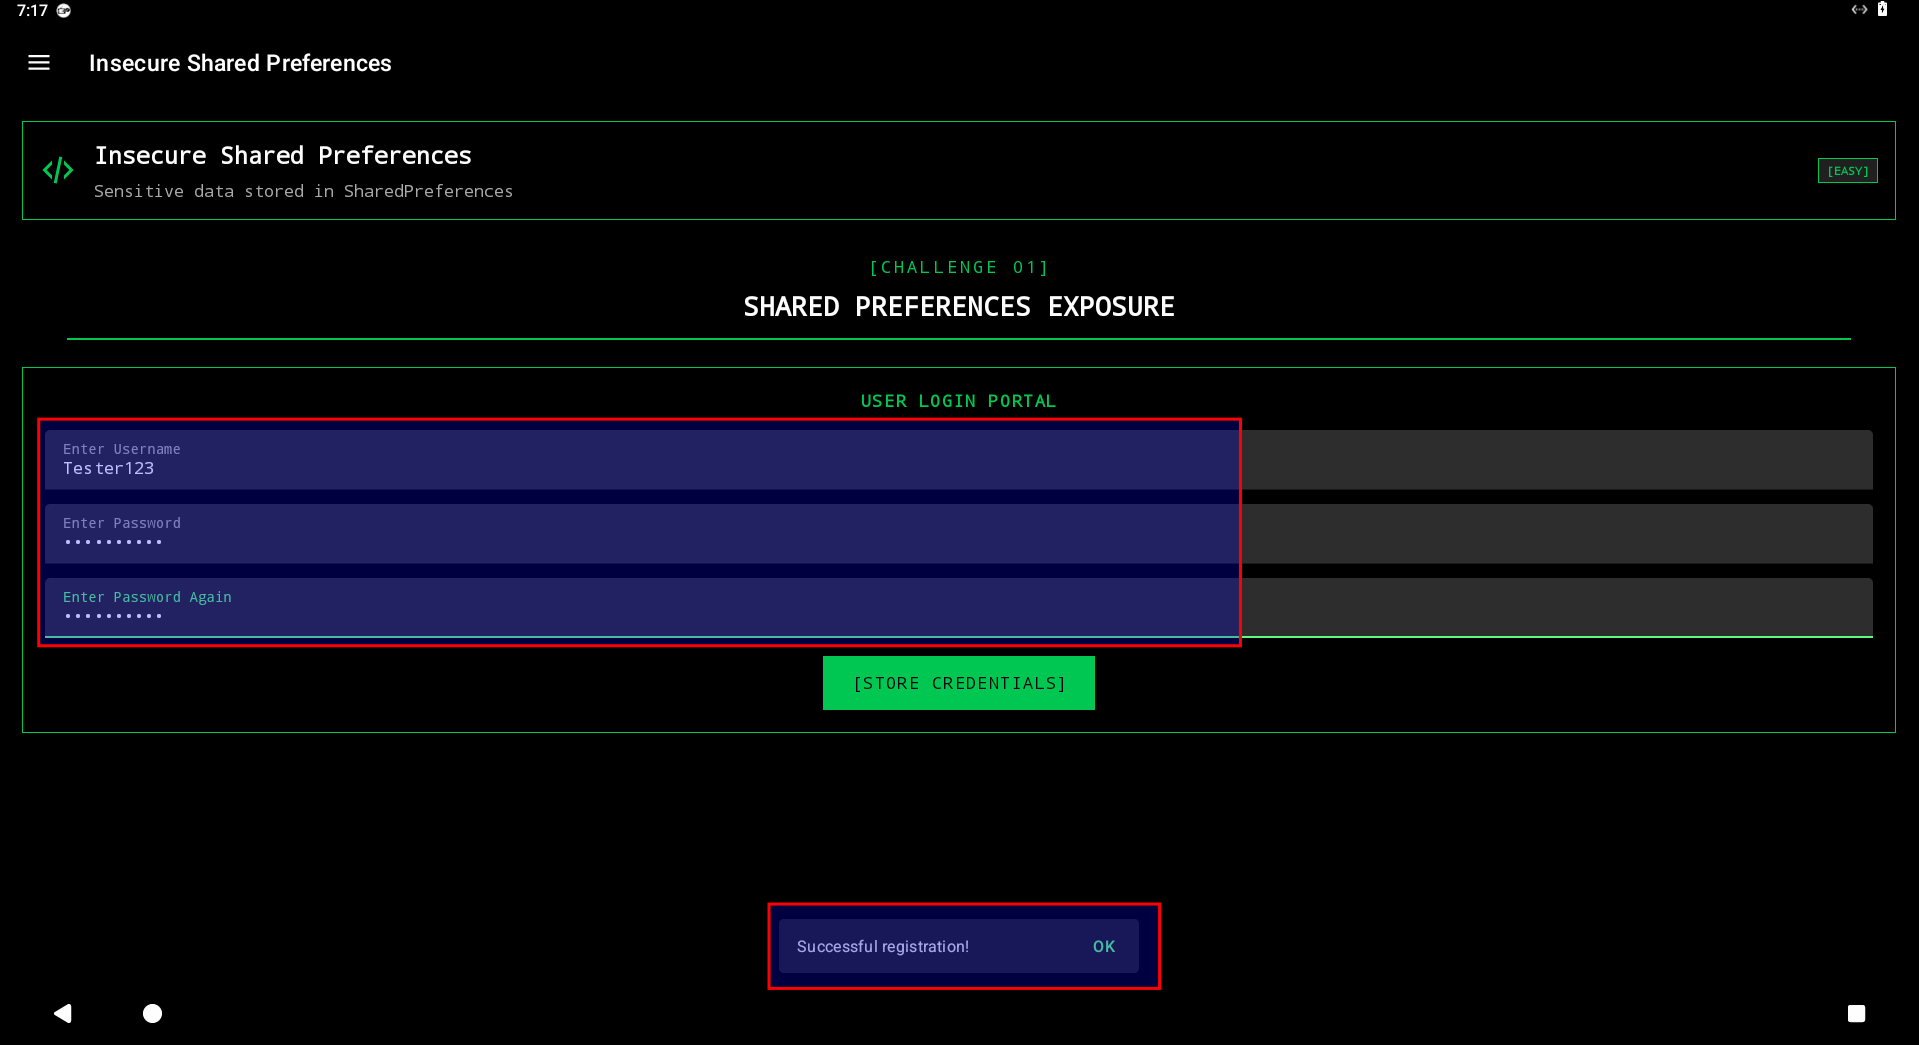 7:17
Insecure Shared Preferences
Insecure Shared Preferences
Sensitive data stored in SharedPreferences
[EASY]
[CHALLENGE 01]
SHARED PREFERENCES EXPOSURE
USER LOGIN PORTAL
Enter Username
Tester123
Enter Password
••••••••••
Enter Password Again
••••••••••
[STORE CREDENTIALS]
Successful registration! OK